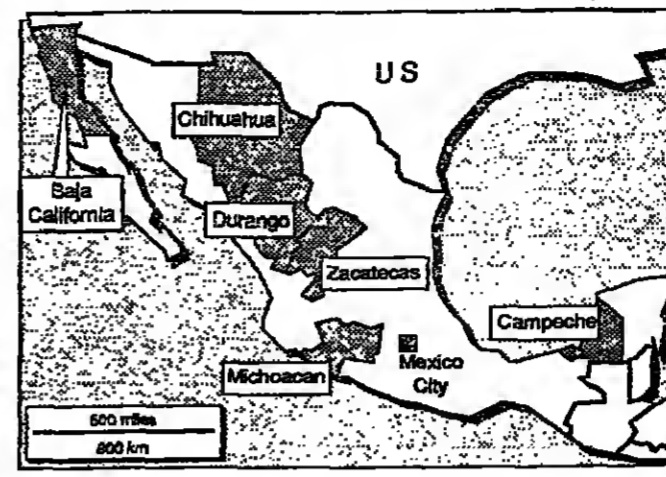 US
Chihuahua
Baja
California
Durango
Zacatecas
Campeche
Mexico
City
Michoacan
500 miles
800 km